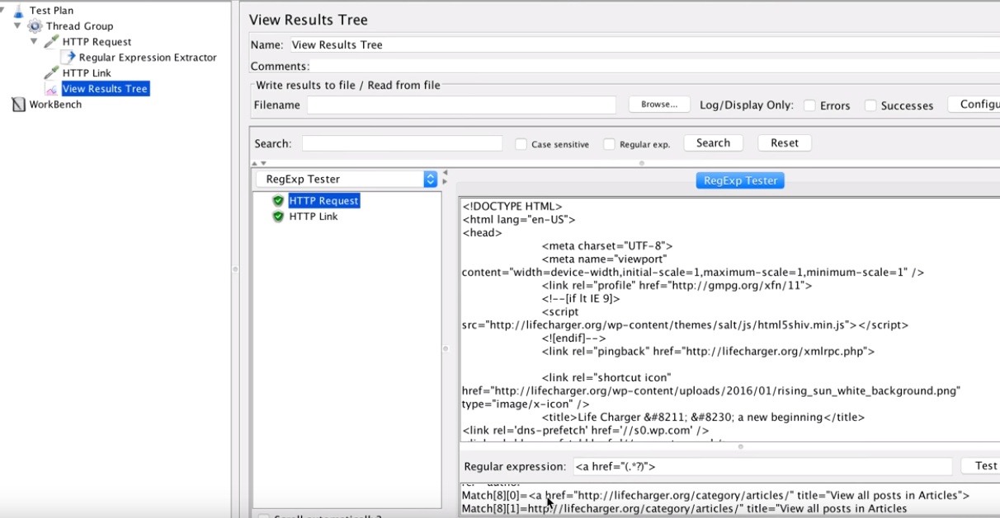 Test Plan
Thread Group
HTTP Request
Regular Expression Extractor
HTTP Link
View Results Tree
WorkBench
View Results Tree
Name: View Results Tree
Comments:
Write results to file / Read from file
Filename Browse... Log/Display Only: Errors Successes Configu
Search: Case sensitive Regular exp. Search Reset
RegExp Tester
HTTP Request
HTTP Link
RegExp Tester
<!DOCTYPE HTML>
<html lang="en-US">
<head>
<meta charset="UTF-8">
<meta name="viewport"
content="width=device-width,initial-scale=1,maximum-scale=1,minimum-scale=1" />
<link rel="profile" href="http://gmpg.org/xfn/11">
<!--[if lt IE 9]>
<script
src="http://lifecharger.org/wp-content/themes/salt/js/html5shiv.min.js"></script>
<![endif]-->
<link rel="pingback" href="http://lifecharger.org/xmlrpc.php">
<link rel="shortcut icon"
href="http://lifecharger.org/wp-content/uploads/2016/01/rising_sun_white_background.png"
type="image/x-icon" />
<title>Life Charger &#8211; &#8230; a new beginning</title>
<link rel='dns-prefetch' href='//s0.wp.com' />
Regular expression: <a href="(.*?)"> Test
Match[8][0]=<a href="http://lifecharger.org/category/articles/" title="View all posts in Articles">
Match[8][1]=http://lifecharger.org/category/articles/" title="View all posts in Articles